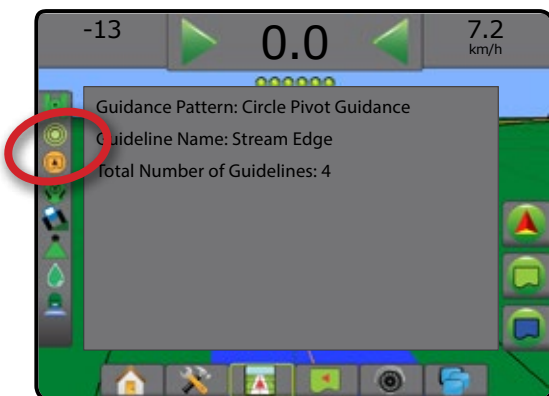 -13
0.0
7.2
km/h
Guidance Pattern: Circle Pivot Guidance
Guideline Name: Stream Edge
Total Number of Guidelines: 4